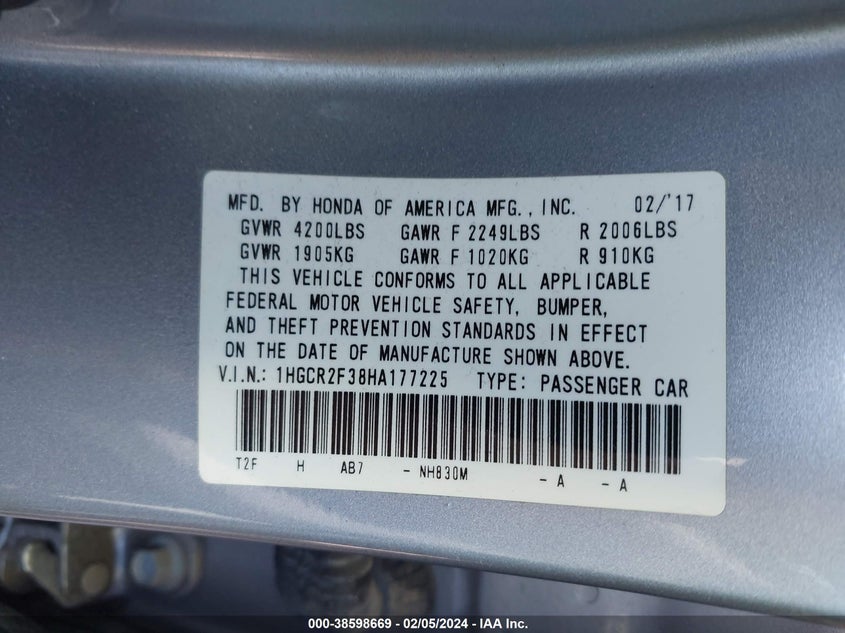 MFD. BY HONDA OF AMERICA MFG., INC. 02/'17
GVWR 4200LBS GAWR F 2249LBS R 2006LBS
GVWR 1905KG GAWR F 1020KG R 910KG
THIS VEHICLE CONFORMS TO ALL APPLICABLE
FEDERAL MOTOR VEHICLE SAFETY, BUMPER,
AND THEFT PREVENTION STANDARDS IN EFFECT
ON THE DATE OF MANUFACTURE SHOWN ABOVE.
V.I.N.: 1HGCR2F38HA177225 TYPE: PASSENGER CAR
T2F H AB7 - NH830M - A - A
000-38598669 - 02/05/2024 - IAA Inc.